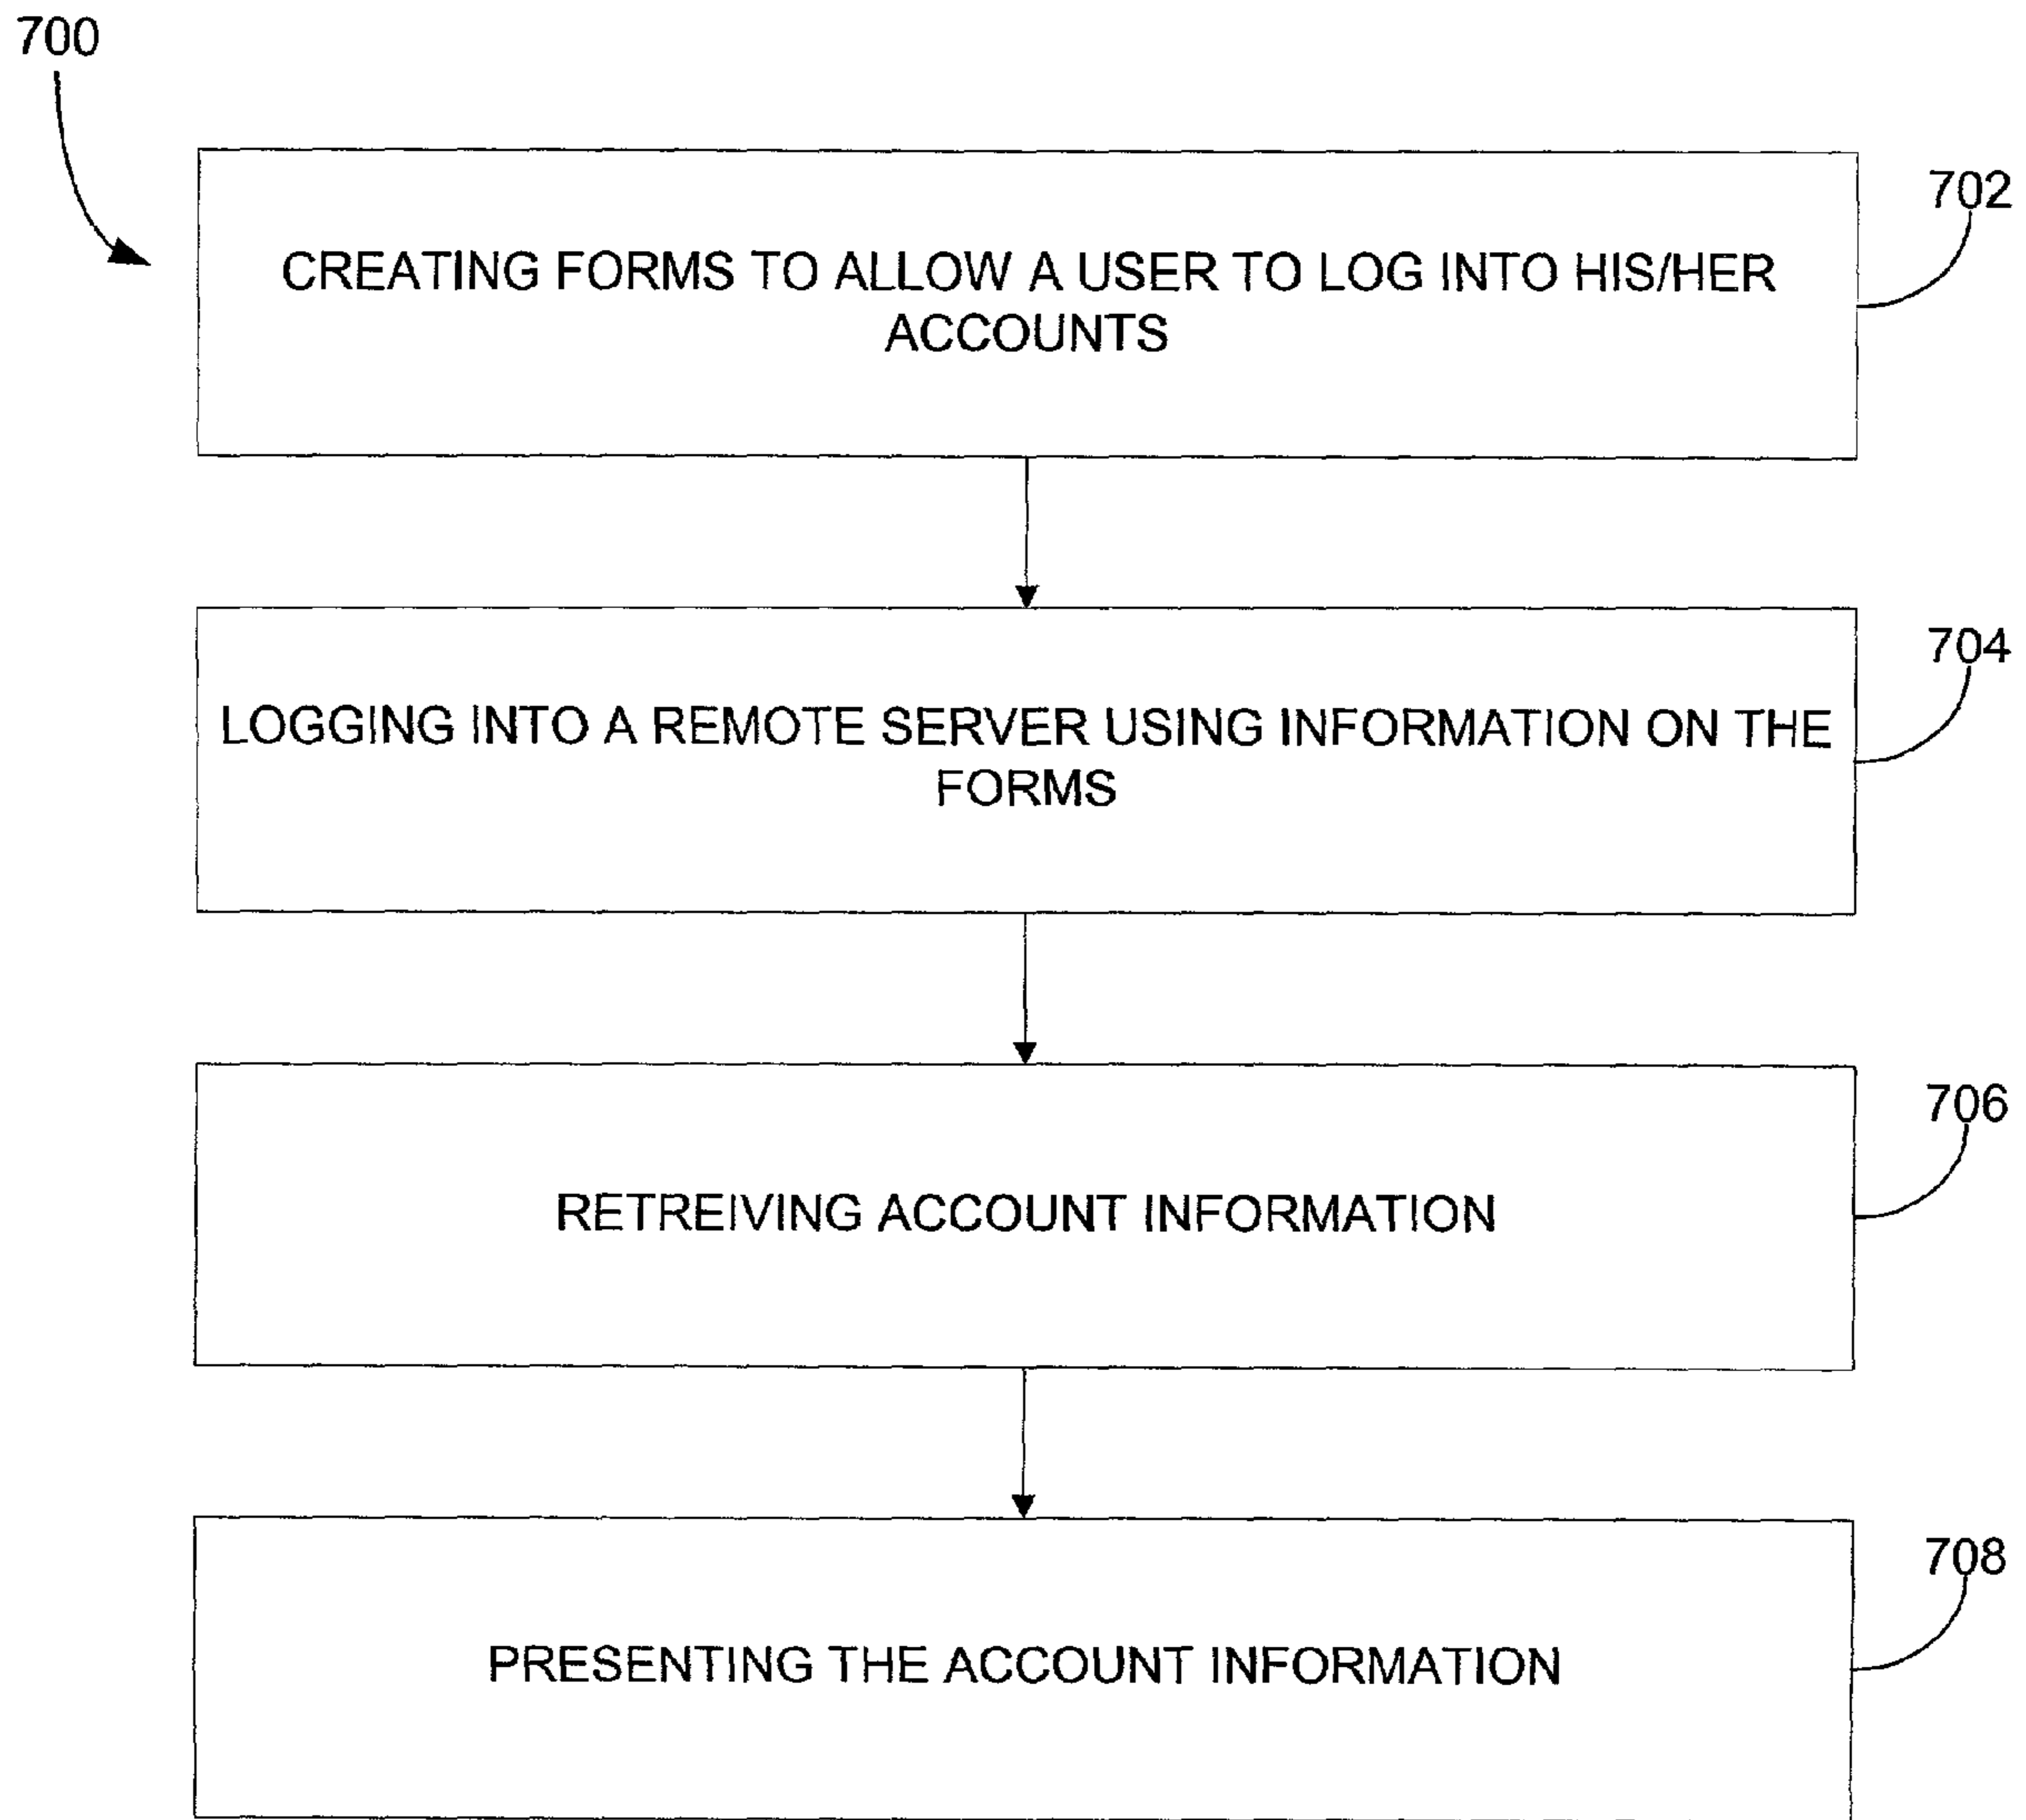 700
702
CREATING FORMS TO ALLOW A USER TO LOG INTO HIS/HER
ACCOUNTS
704
LOGGING INTO A REMOTE SERVER USING INFORMATION ON THE
FORMS
706
RETREIVING ACCOUNT INFORMATION
708
PRESENTING THE ACCOUNT INFORMATION